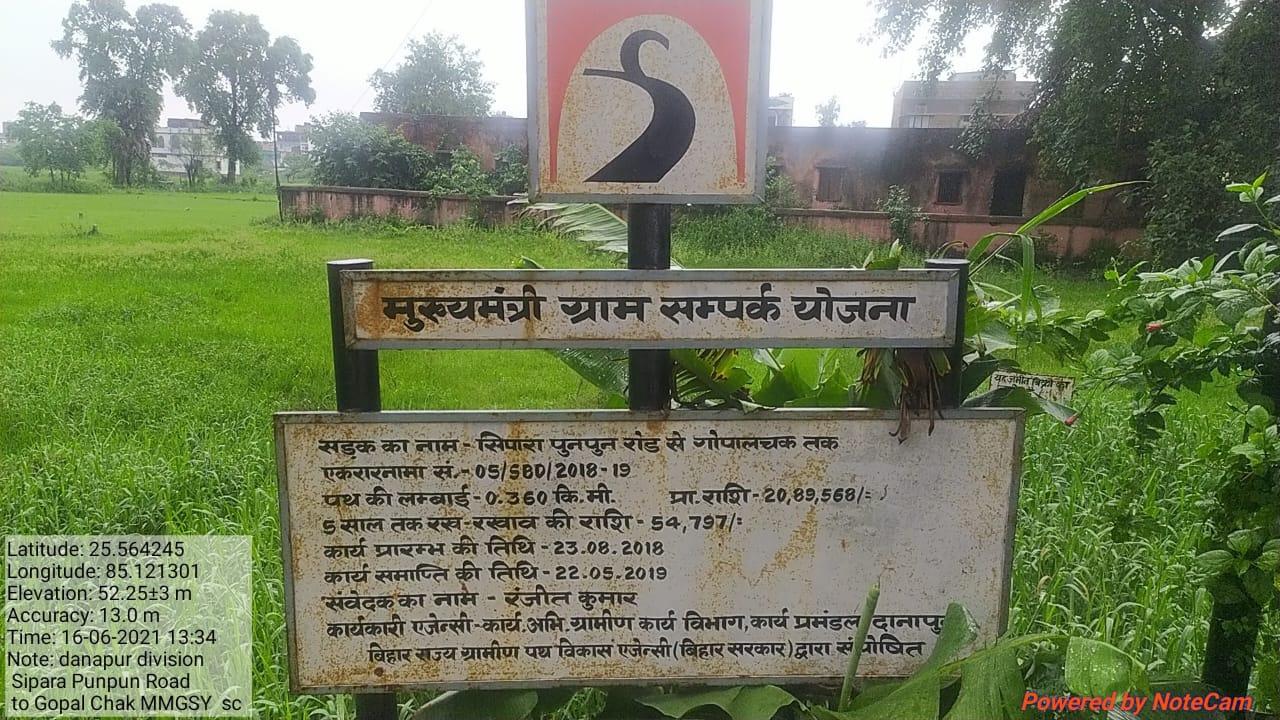 मुख्यमंत्री ग्राम सम्पर्क योजना
यह जमीन बिक्री का
सड़क का नाम - सिपारा पुनपुन रोड से गोपालचक तक
एकरारनामा सं.- 05/SBD/2018-19
पथ की लम्बाई - 0.360 कि.मी. प्रा.राशि - 20,89,568/=
5 साल तक रख-रखाव की राशि - 54,797/=
कार्य प्रारम्भ की तिथि - 23.08.2018
कार्य समाप्ति की तिथि - 22.05.2019
संवेदक का नाम - रंजीत कुमार
कार्यकारी एजेन्सी-कार्य.अभि.ग्रामीण कार्य विभाग,कार्य प्रमंडल दानापुर
बिहार राज्य ग्रामीण पथ विकास एजेन्सी(बिहार सरकार)द्वारा संपोषित
Latitude: 25.564245
Longitude: 85.121301
Elevation: 52.25±3 m
Accuracy: 13.0 m
Time: 16-06-2021 13:34
Note: danapur division
Sipara Punpun Road
to Gopal Chak MMGSY sc
Powered by NoteCam